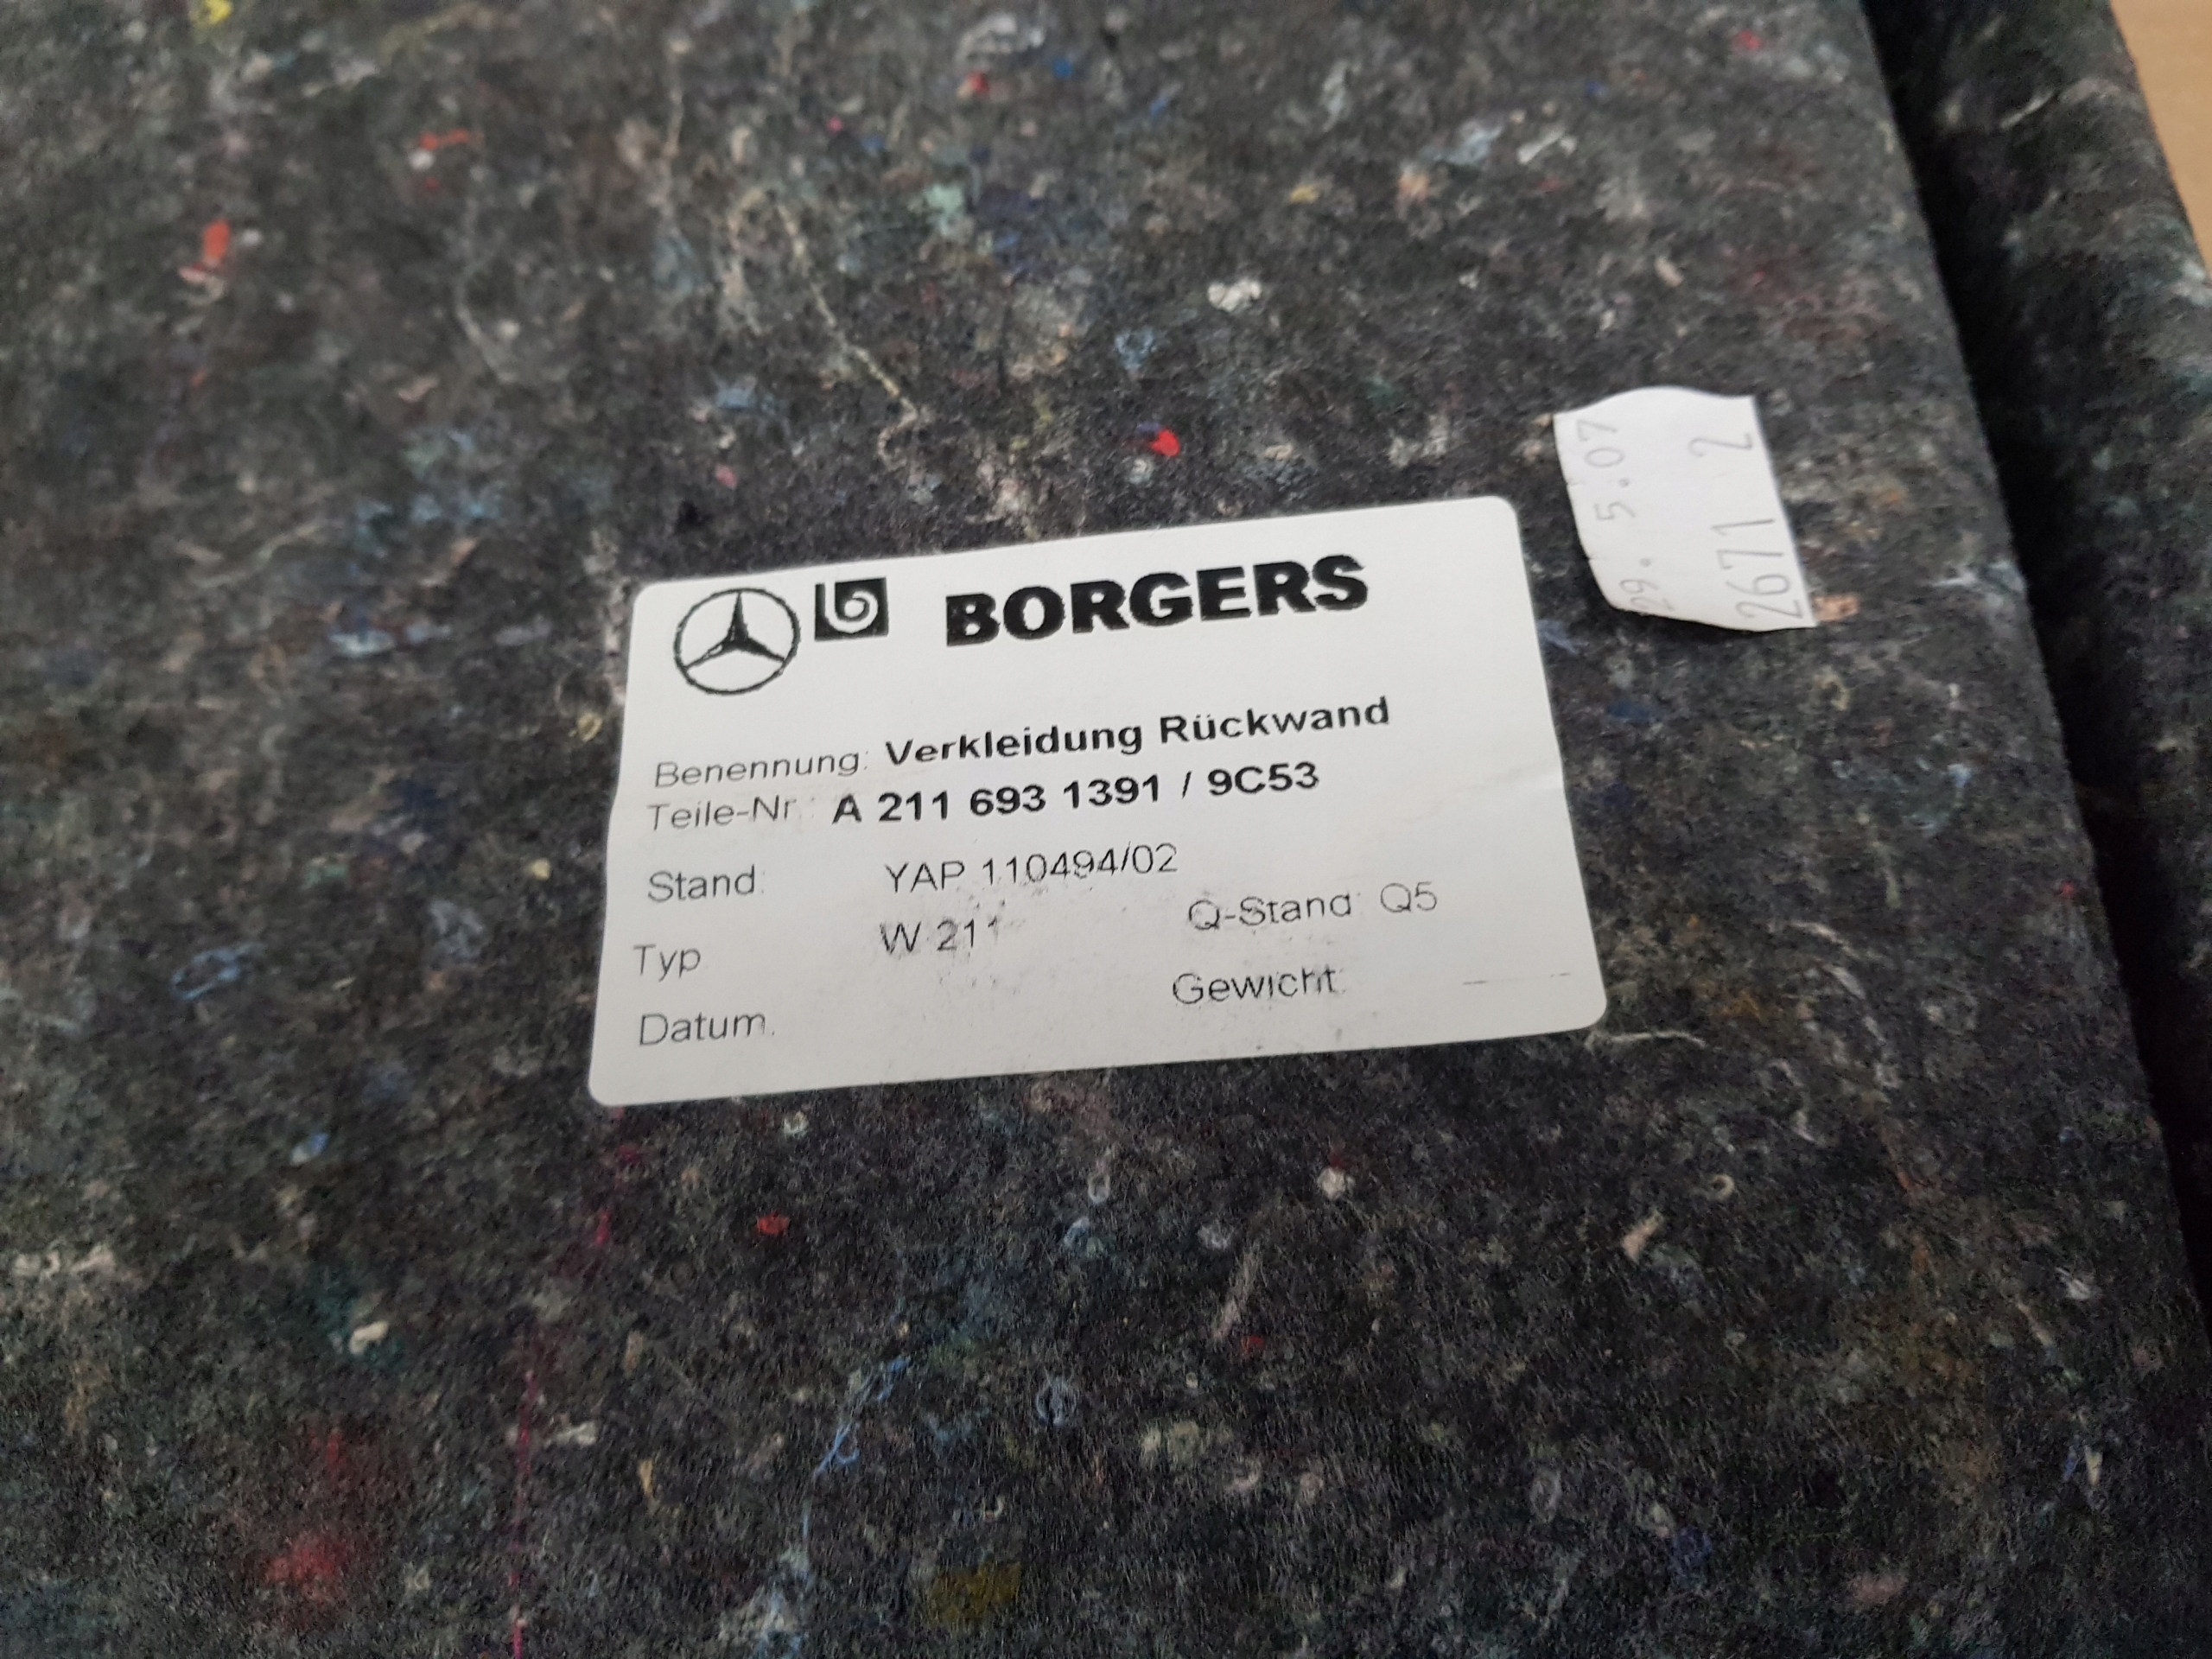 BORGERS
Benennung: Verkleidung Rückwand
Teile-Nr.: A 211 693 1391 / 9C53
Stand: YAP 110494/02
Typ W 211 Q-Stand: Q5
Datum: Gewicht:
29. 5.07
2671 2